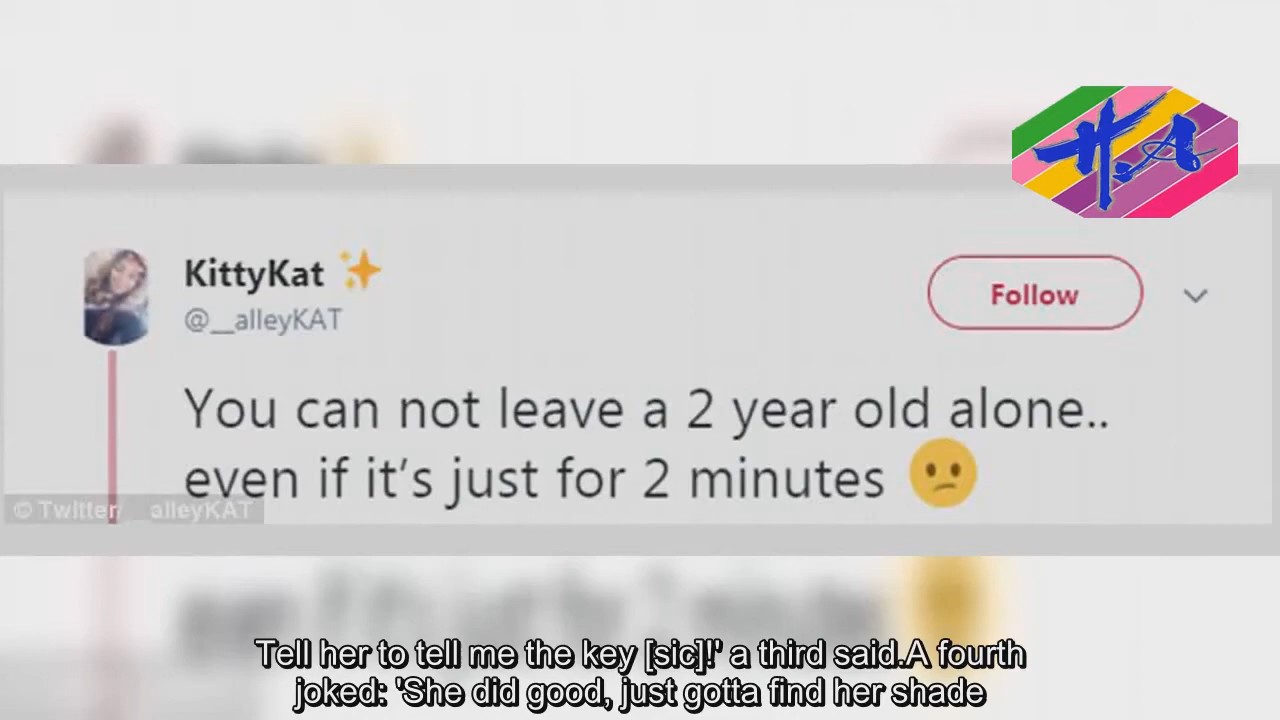 H.A
KittyKat
@__alleyKAT
Follow
You can not leave a 2 year old alone..
even if it's just for 2 minutes
© Twitter/__alleyKAT
Tell her to tell me the key [sic]!' a third said.A fourth
joked: 'She did good, just gotta find her shade